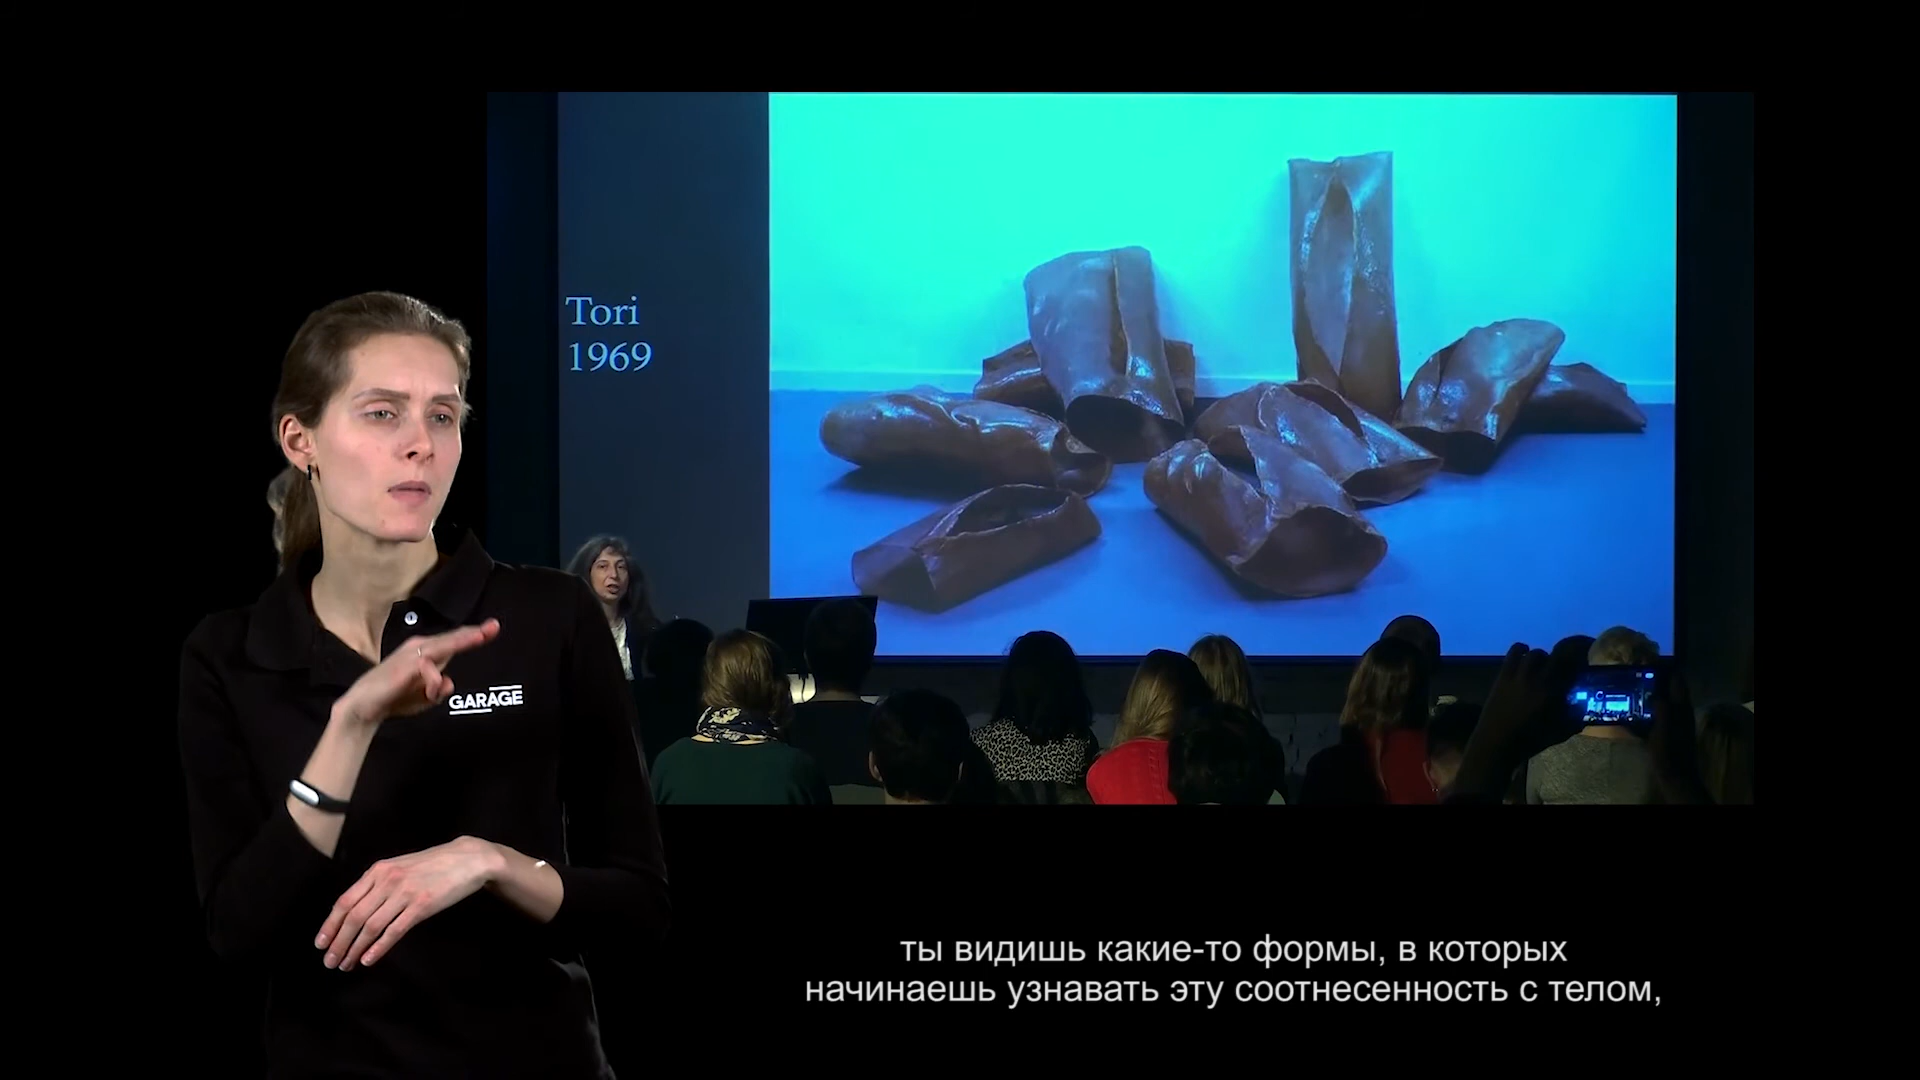 Tori
1969
GARAGE
ты видишь какие-то формы, в которых
начинаешь узнавать эту соотнесенность с телом,